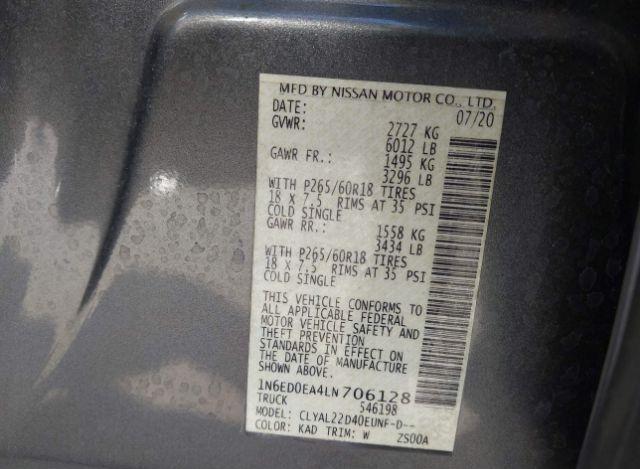 MFD BY NISSAN MOTOR CO., LTD.
DATE: 07/20
GVWR: 2727 KG
6012 LB
GAWR FR.: 1495 KG
3296 LB
WITH P265/60R18 TIRES
18 X 7.5 RIMS AT 35 PSI
COLD SINGLE
GAWR RR.: 1558 KG
3434 LB
WITH P265/60R18 TIRES
18 X 7.5 RIMS AT 35 PSI
COLD SINGLE
THIS VEHICLE CONFORMS TO
ALL APPLICABLE FEDERAL
MOTOR VEHICLE SAFETY AND
THEFT PREVENTION
STANDARDS IN EFFECT ON
THE DATE OF MANUFACTURE
SHOWN ABOVE.
1N6ED0EA4LN706128
TRUCK 546198
MODEL: CLYAL22D40EUNF-D--
COLOR: KAD TRIM: W ZS00A